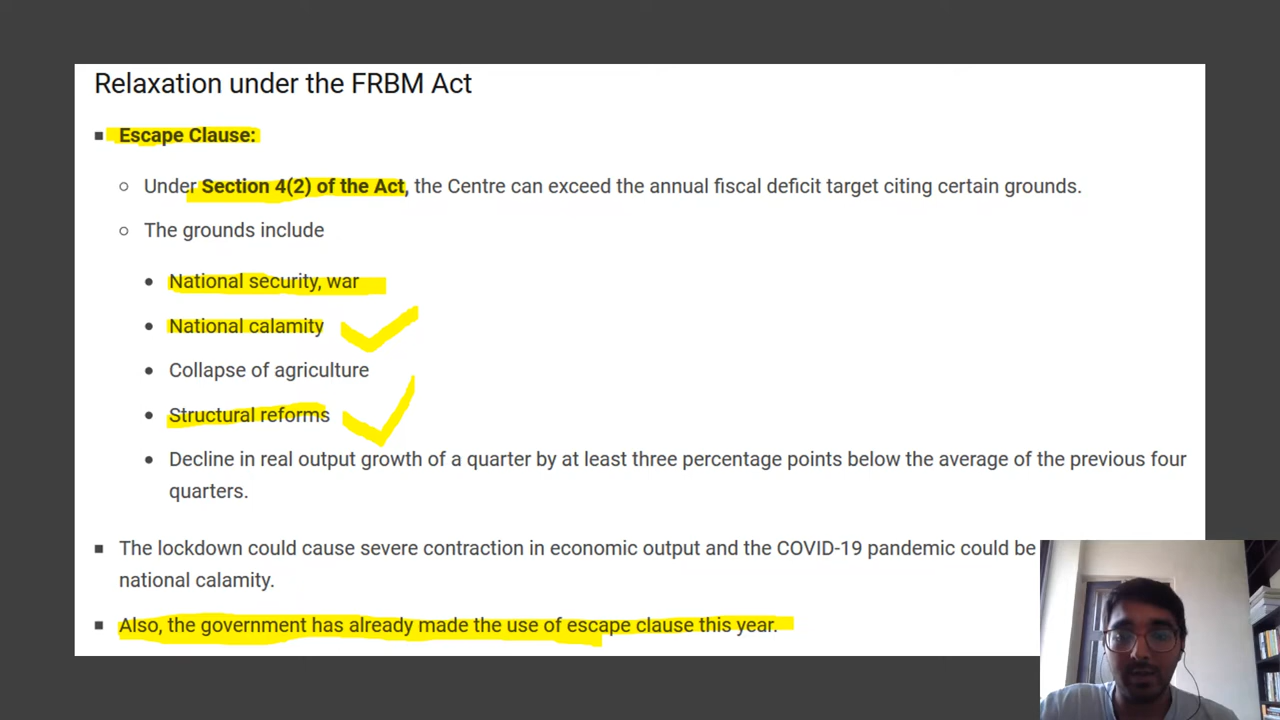 Relaxation under the FRBM Act
Escape Clause:
Under Section 4(2) of the Act, the Centre can exceed the annual fiscal deficit target citing certain grounds.
The grounds include
National security, war
National calamity
Collapse of agriculture
Structural reforms
Decline in real output growth of a quarter by at least three percentage points below the average of the previous four
quarters.
The lockdown could cause severe contraction in economic output and the COVID-19 pandemic could be
national calamity.
Also, the government has already made the use of escape clause this year.